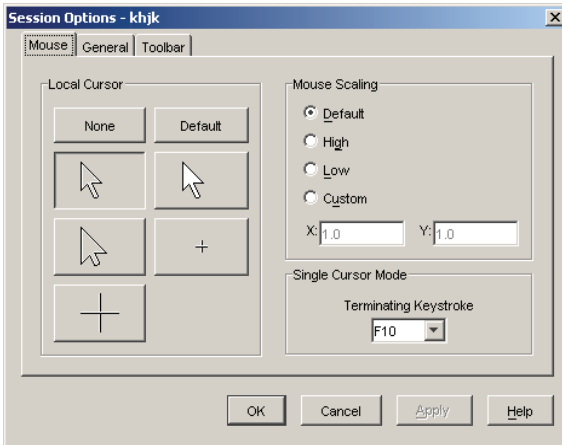 Session Options - khjk
Mouse General Toolbar
Local Cursor
None Default
Mouse Scaling
Default
High
Low
Custom
X: 1.0 Y: 1.0
Single Cursor Mode
Terminating Keystroke
F10
OK Cancel Apply Help